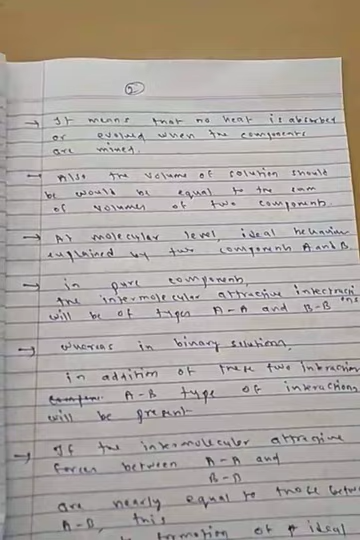 2
→ It means that no heat is absorbed
or evolved when the components
are mixed.
→ Also the volume of solution should
be would be equal to the sum
of volumes of two components.
→ At molecular level, ideal behaviour
explained by two components A and B
→ in pure component,
the intermolecular attractive interactions
will be of types A-A and B-B
→ whereas in binary solutions,
in addition of these two interaction
A-B type of interactions
will be present
→ If the intermolecular attractive
forces between A-A and
B-B
are nearly equal to those betw
A-B, this
formation of ideal